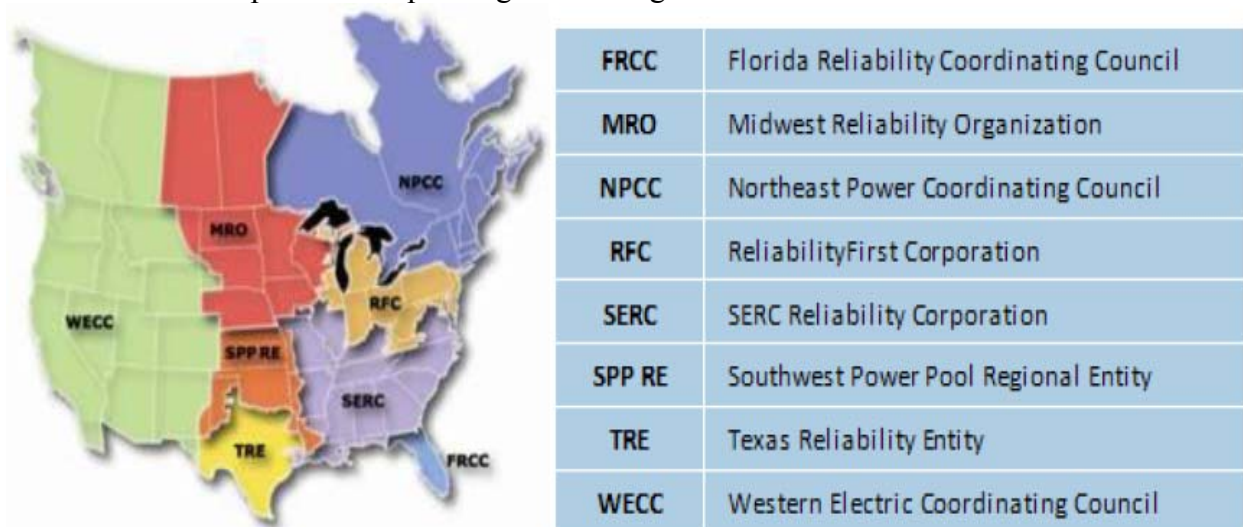 NPCC
MRO
RFC
WECC
SPP RE
SERC
TRE
FRCC
FRCC Florida Reliability Coordinating Council
MRO Midwest Reliability Organization
NPCC Northeast Power Coordinating Council
RFC ReliabilityFirst Corporation
SERC SERC Reliability Corporation
SPP RE Southwest Power Pool Regional Entity
TRE Texas Reliability Entity
WECC Western Electric Coordinating Council